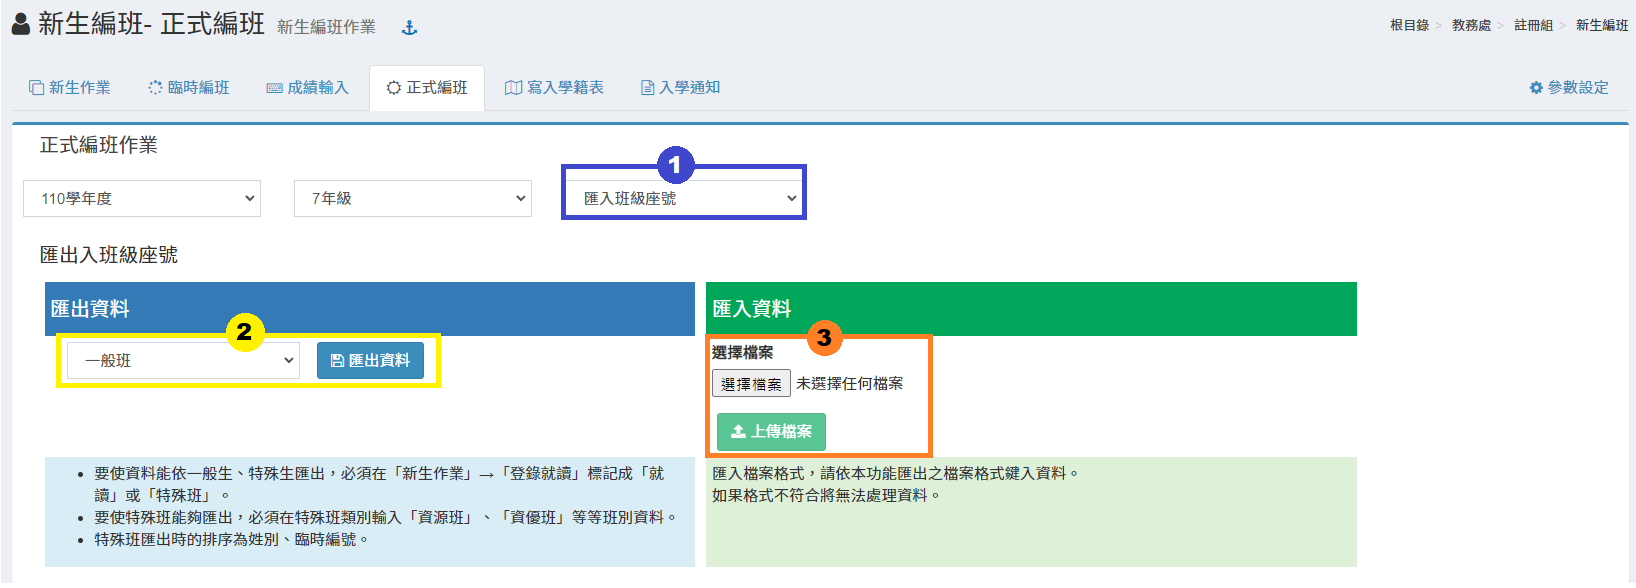 新生編班- 正式編班 新生編班作業
根目錄 > 教務處 > 註冊組 > 新生編班
新生作業 臨時編班 成績輸入 正式編班 寫入學籍表 入學通知 參數設定
正式編班作業
1
110學年度 7年級 匯入班級座號
匯出入班級座號
匯出資料 匯入資料
2
3
一般班 匯出資料
選擇檔案
選擇檔案 未選擇任何檔案
上傳檔案
• 要使資料能依一般生、特殊生匯出，必須在「新生作業」→「登錄就讀」標記成「就
讀」或「特殊班」。
• 要使特殊班能夠匯出，必須在特殊班類別輸入「資源班」、「資優班」等等班別資料。
• 特殊班匯出時的排序為姓別、臨時編號。
匯入檔案格式，請依本功能匯出之檔案格式鍵入資料。
如果格式不符合將無法處理資料。